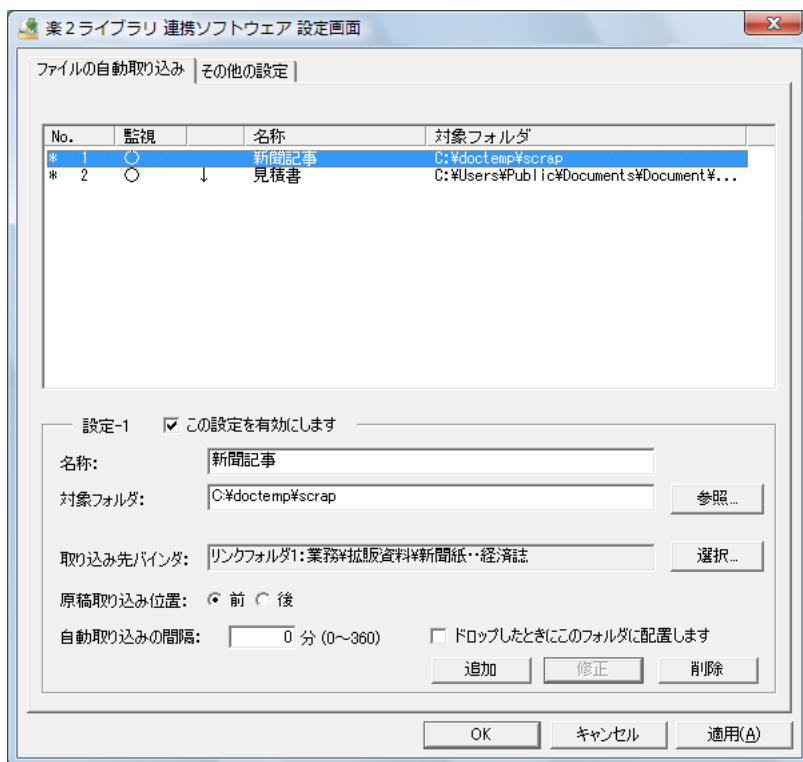 楽2ライブラリ 連携ソフトウェア 設定画面
ファイルの自動取り込み その他の設定
No. 監視 名称 対象フォルダ
* 1 ○ 新聞記事 C:¥doctemp¥scrap
* 2 ○ ↓ 見積書 C:¥Users¥Public¥Documents¥Document¥...
設定-1 この設定を有効にします
名称: 新聞記事
対象フォルダ: C:¥doctemp¥scrap 参照...
取り込み先バインダ: リンクフォルダ1:業務¥拡販資料¥新聞紙・・経済誌 選択...
原稿取り込み位置: 前 後
自動取り込みの間隔: 0 分 (0~360) ドロップしたときにこのフォルダに配置します
追加 修正 削除
OK キャンセル 適用(A)